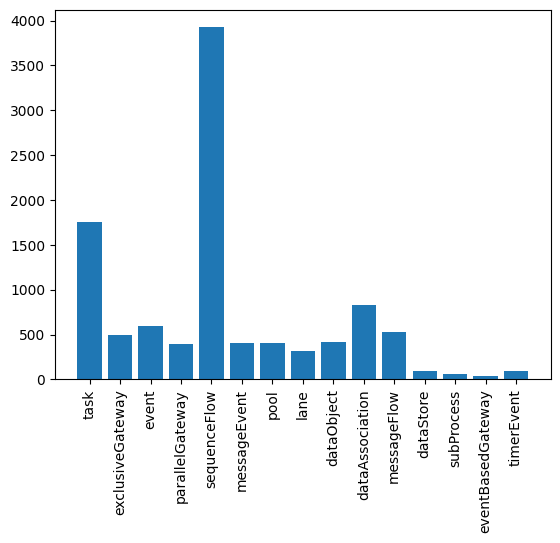 4000
3500
3000
2500
2000
1500
1000
500
0
task
exclusiveGateway
event
parallelGateway
sequenceFlow
messageEvent
pool
lane
dataObject
dataAssociation
messageFlow
dataStore
subProcess
eventBasedGateway
timerEvent